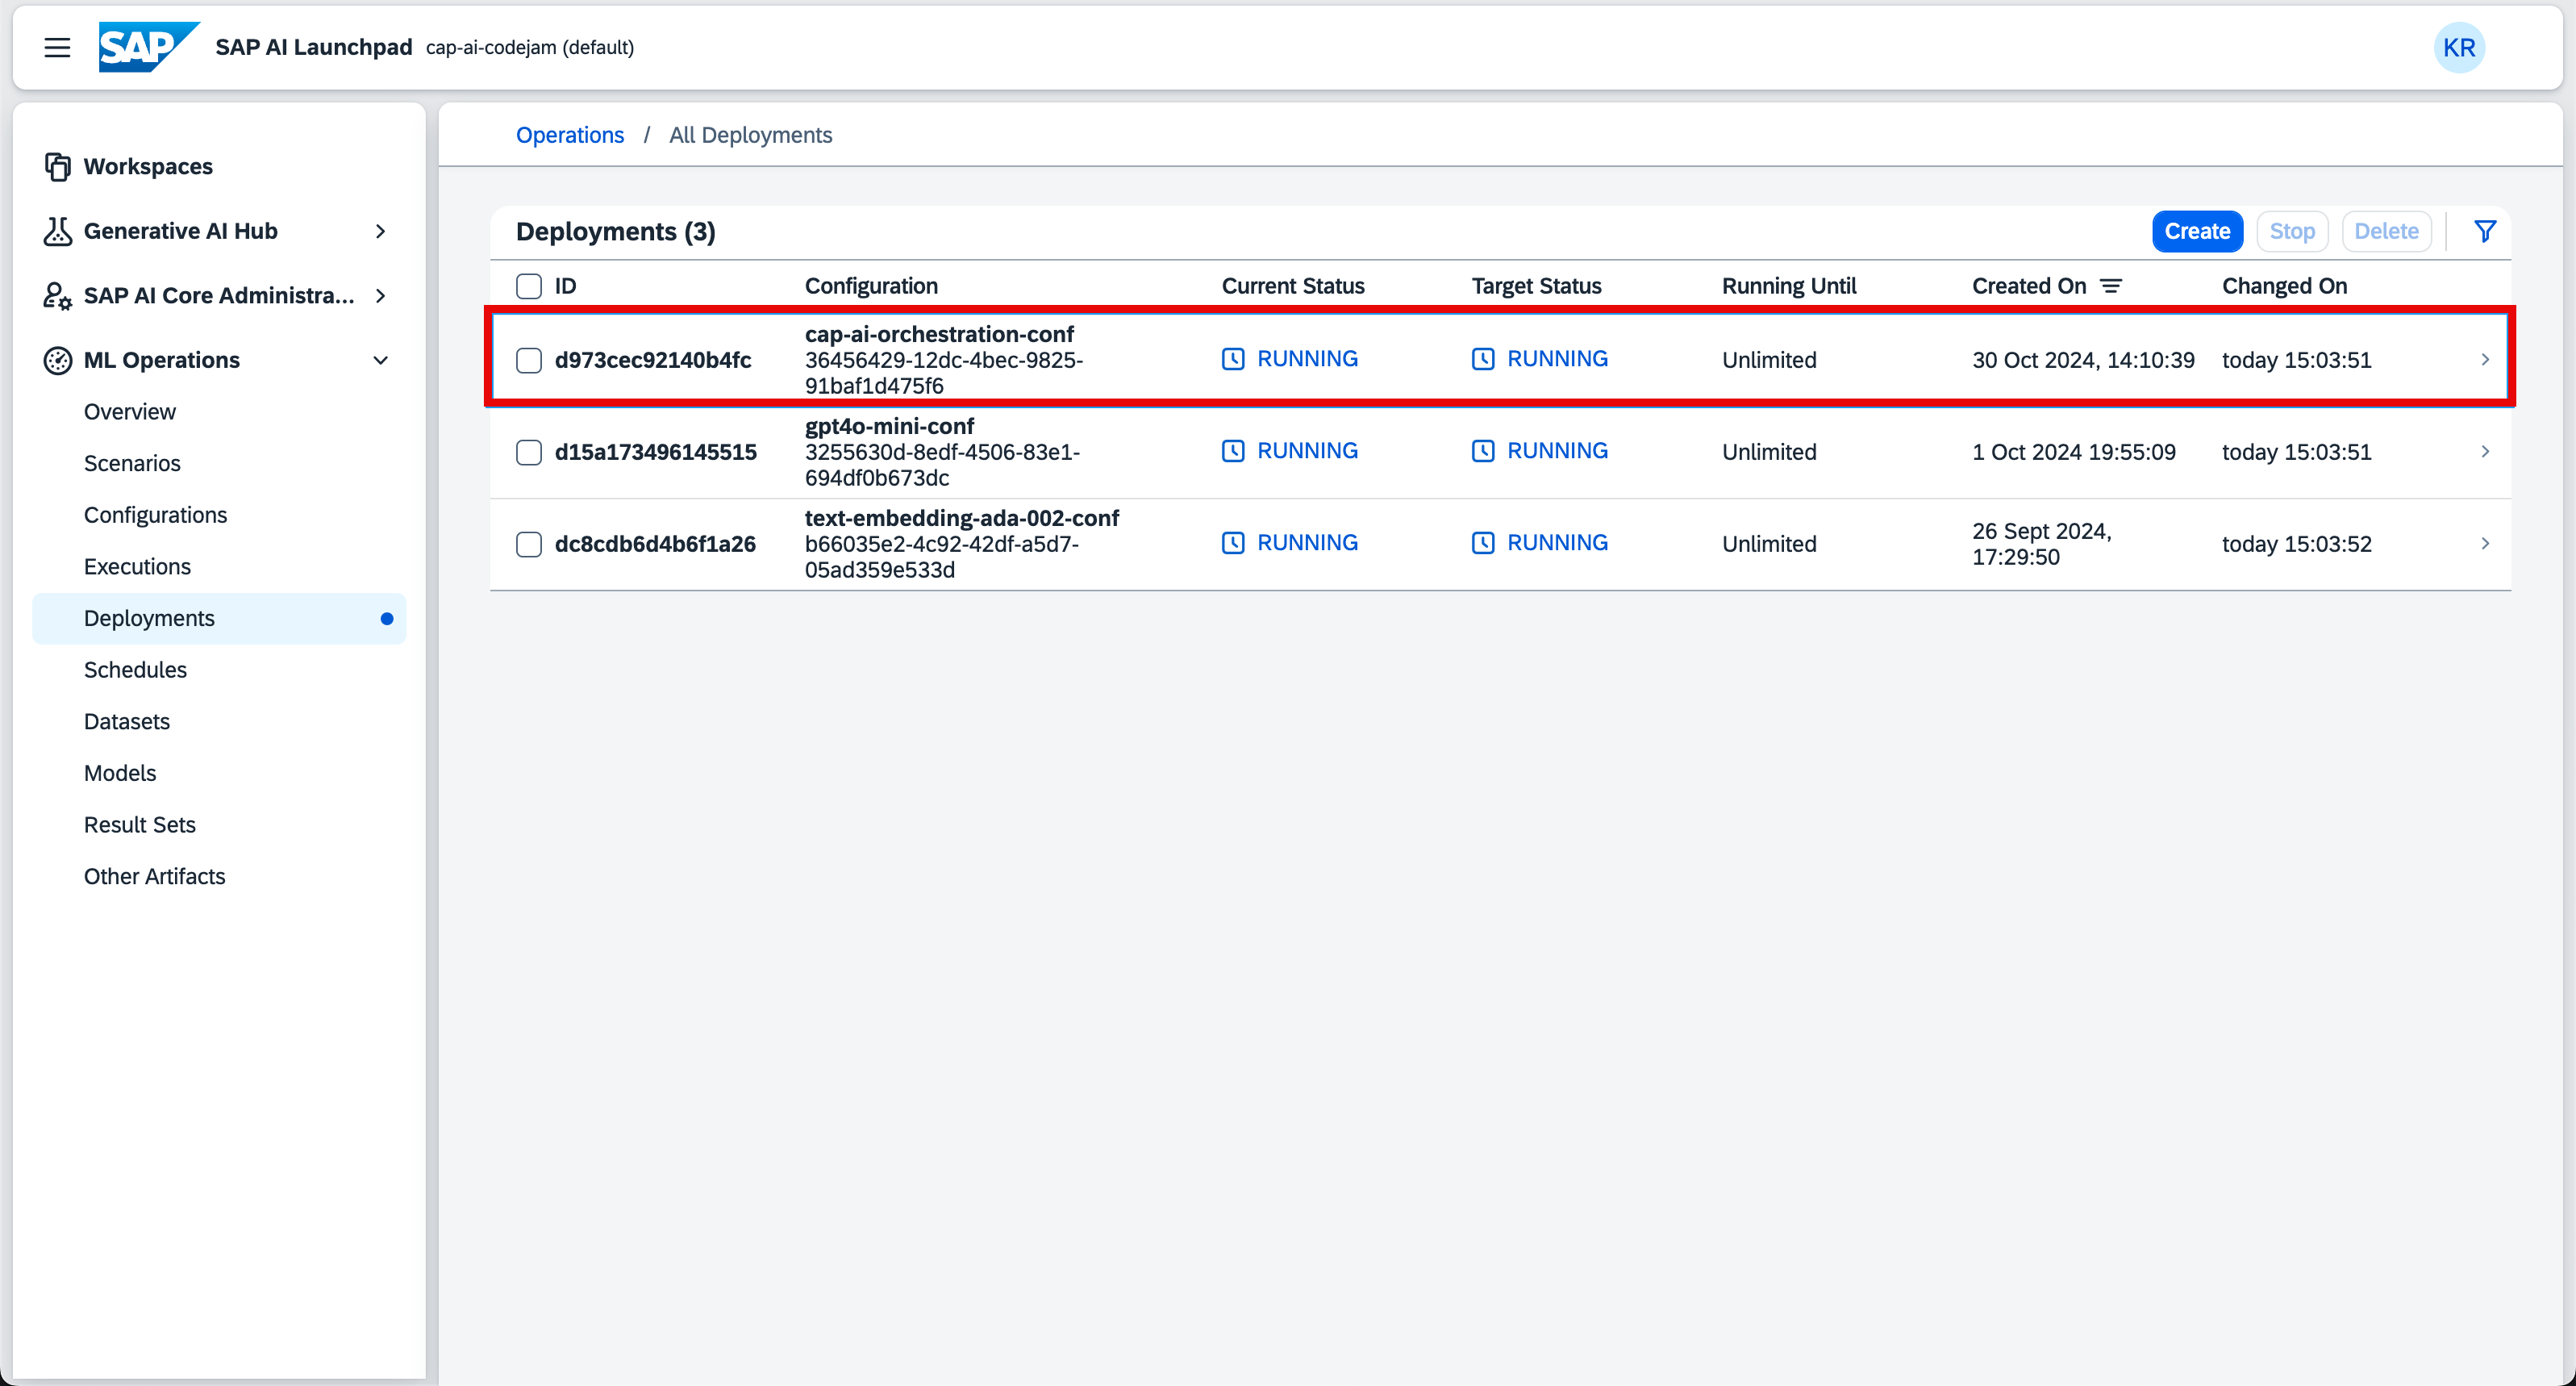 SAP SAP AI Launchpad cap-ai-codejam (default) KR
Workspaces
Generative AI Hub
SAP AI Core Administra...
ML Operations
Overview
Scenarios
Configurations
Executions
Deployments
Schedules
Datasets
Models
Result Sets
Other Artifacts
Operations / All Deployments
Deployments (3) Create Stop Delete
ID Configuration Current Status Target Status Running Until Created On Changed On
d973cec92140b4fc cap-ai-orchestration-conf
36456429-12dc-4bec-9825-
91baf1d475f6 RUNNING RUNNING Unlimited 30 Oct 2024, 14:10:39 today 15:03:51
d15a173496145515 gpt4o-mini-conf
3255630d-8edf-4506-83e1-
694df0b673dc RUNNING RUNNING Unlimited 1 Oct 2024 19:55:09 today 15:03:51
dc8cdb6d4b6f1a26 text-embedding-ada-002-conf
b66035e2-4c92-42df-a5d7-
05ad359e533d RUNNING RUNNING Unlimited 26 Sept 2024,
17:29:50 today 15:03:52